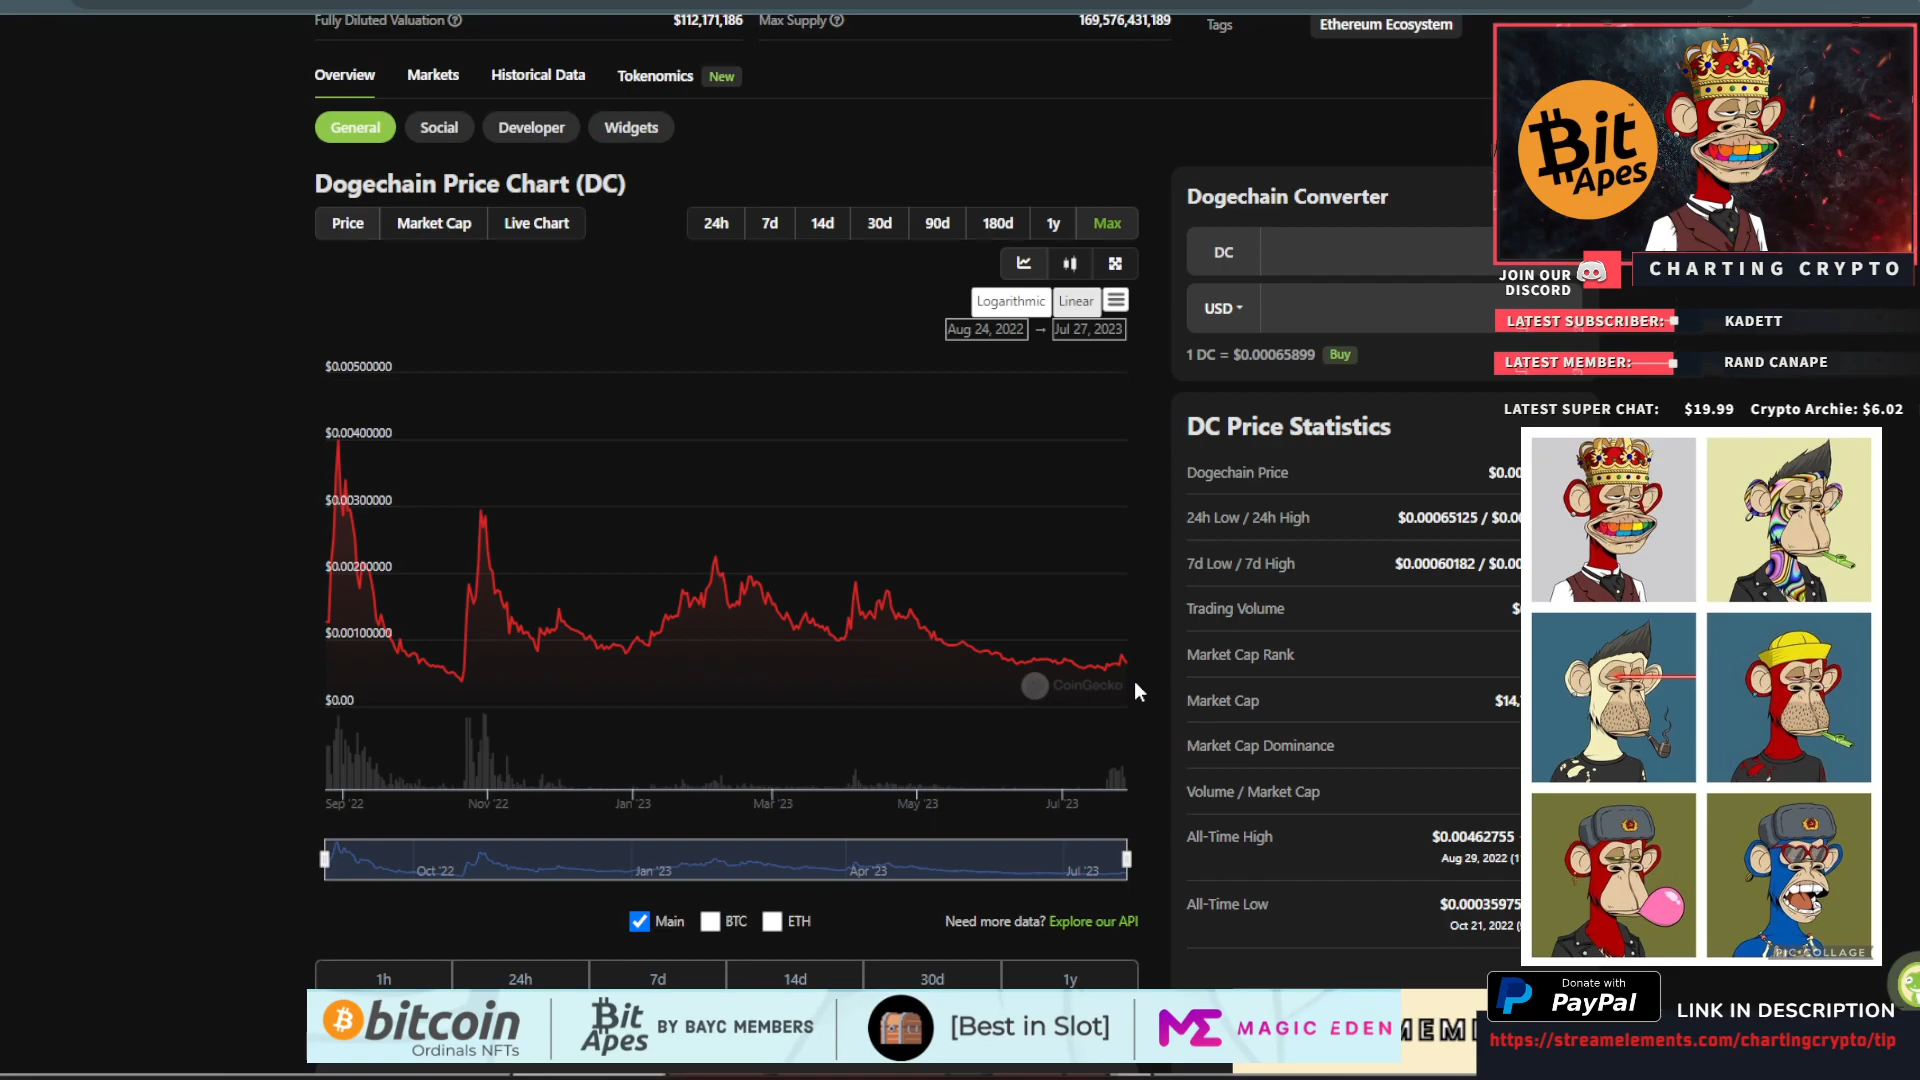 Fully Diluted Valuation
$112,171,186
Max Supply
169,576,431,189
Tags
Ethereum Ecosystem
Overview
Markets
Historical Data
Tokenomics
New
General
Social
Developer
Widgets
Dogechain Price Chart (DC)
Price
Market Cap
Live Chart
24h
7d
14d
30d
90d
180d
1y
Max
Logarithmic
Linear
Aug 24, 2022 → Jul 27, 2023
$0.00500000
$0.00400000
$0.00300000
$0.00200000
$0.00100000
$0.00
CoinGecko
Sep '22
Nov '22
Jan '23
Mar '23
May '23
Jul '23
Oct '22
Jan '23
Apr '23
Jul '23
Main
BTC
ETH
Need more data? Explore our API
1h
24h
7d
14d
30d
1y
Dogechain Converter
DC
USD
1 DC = $0.00065899
Buy
DC Price Statistics
Dogechain Price
$0.00
24h Low / 24h High
$0.00065125 / $0.00
7d Low / 7d High
$0.00060182 / $0.00
Trading Volume
$
Market Cap Rank
Market Cap
$14,
Market Cap Dominance
Volume / Market Cap
All-Time High
$0.00462755
Aug 29, 2022 (1
All-Time Low
$0.00035975
Oct 21, 2022 (
Bit
Apes
™
JOIN OUR
DISCORD
CHARTING CRYPTO
LATEST SUBSCRIBER:
KADETT
LATEST MEMBER:
RAND CANAPE
LATEST SUPER CHAT:
$19.99
Crypto Archie: $6.02
PIC•COLLAGE
Donate with
PayPal
LINK IN DESCRIPTION
https://streamelements.com/chartingcrypto/tip
bitcoin
Ordinals NFTs
Bit
Apes
BY BAYC MEMBERS
[Best in Slot]
ME
MAGIC EDEN
MEM